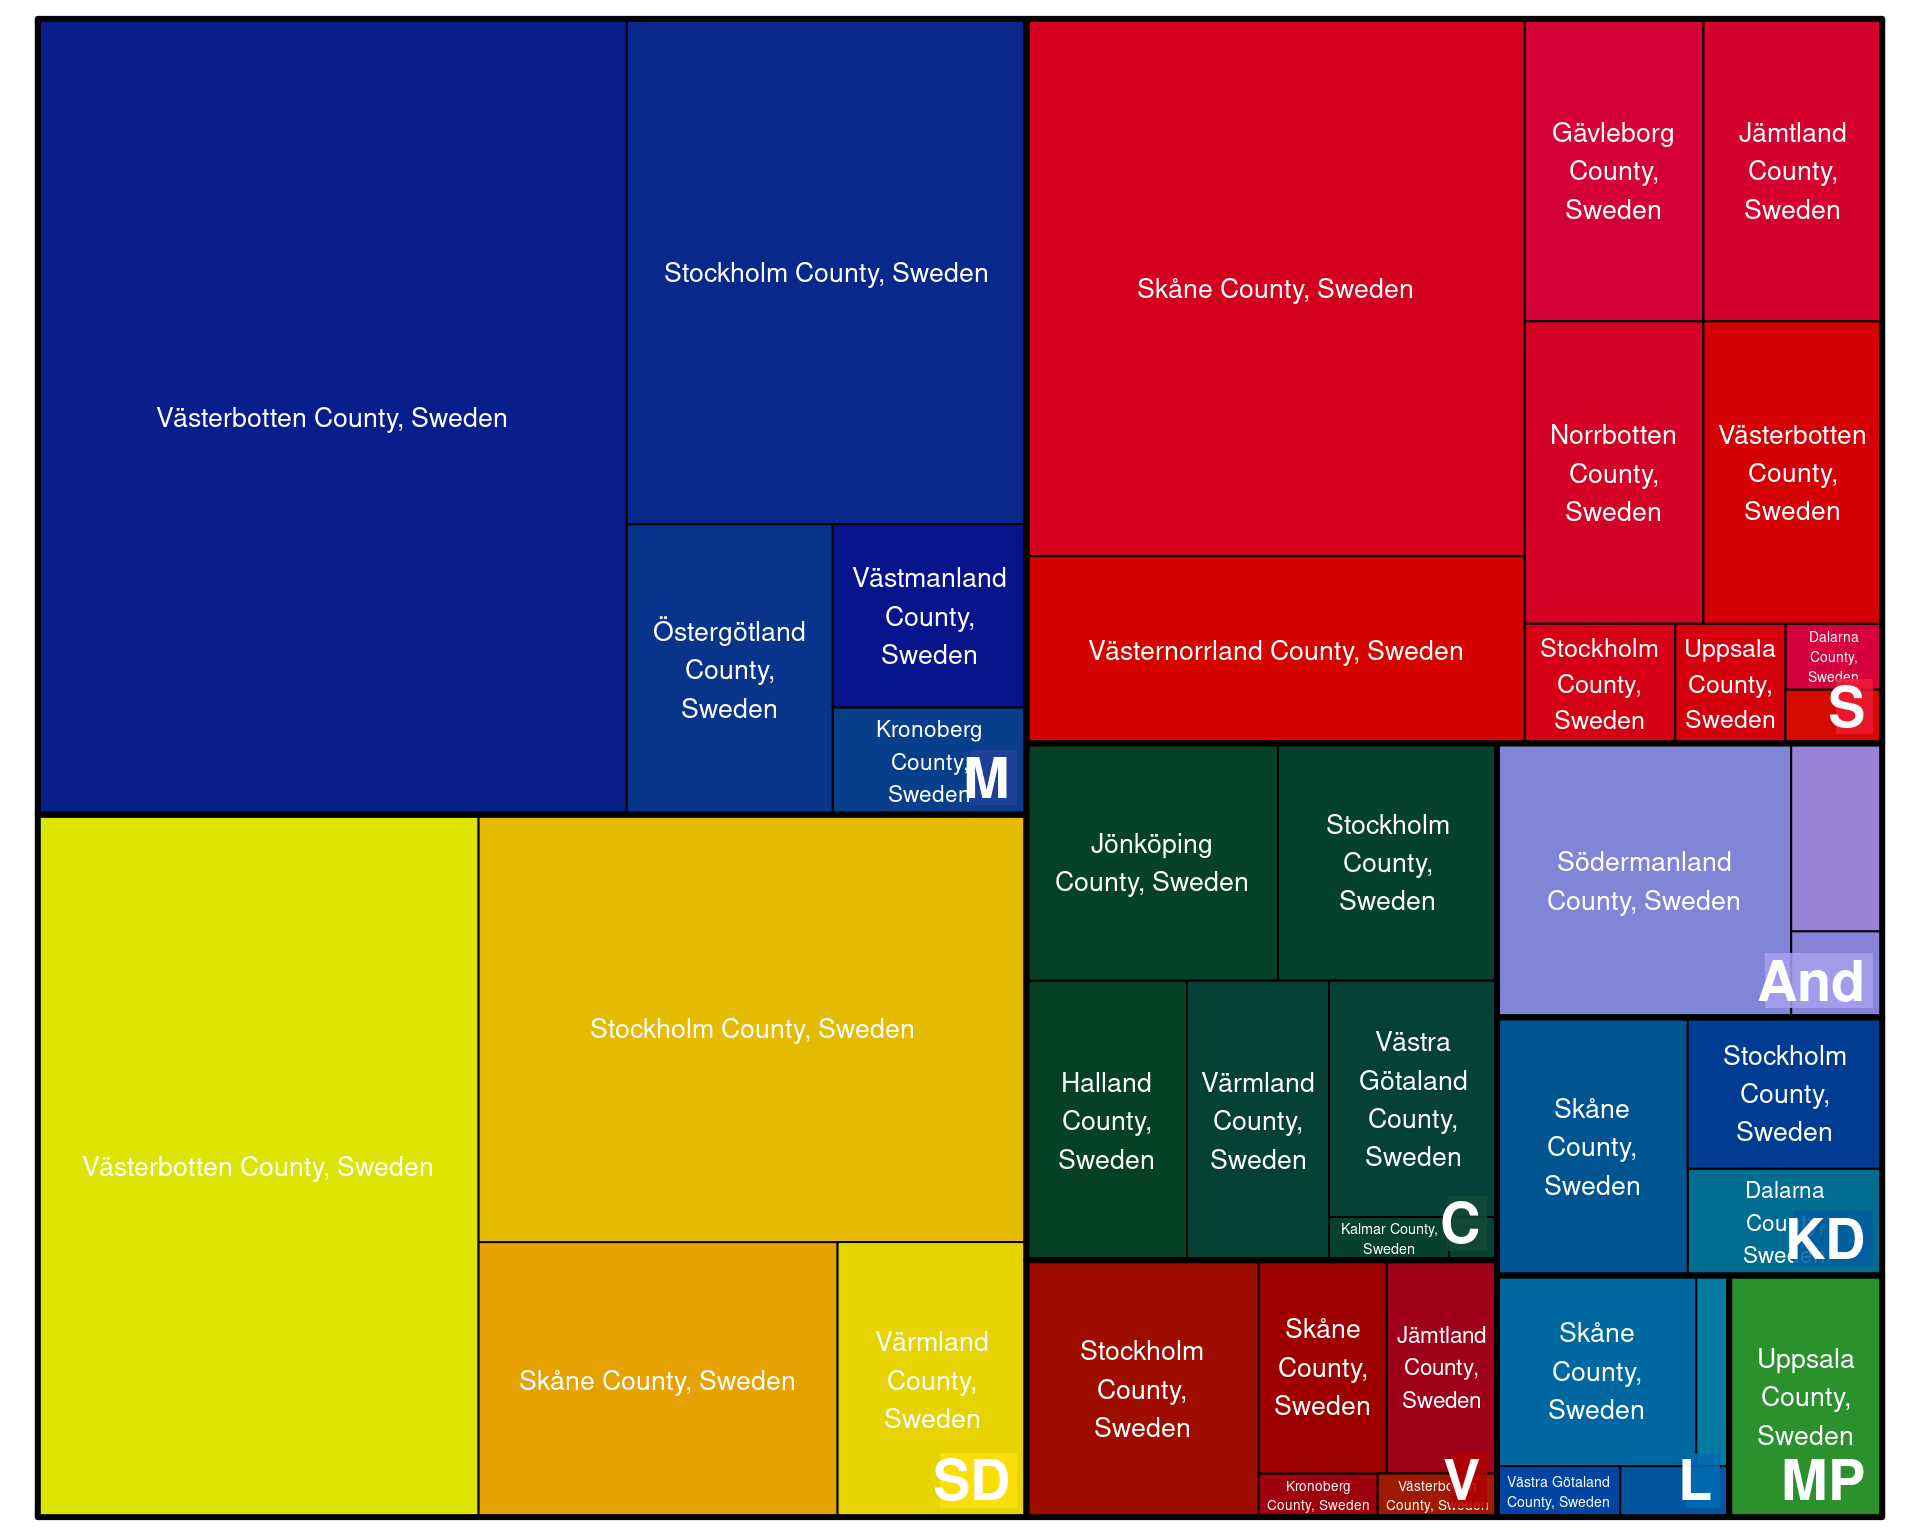 Västerbotten County, Sweden
Stockholm County, Sweden
Östergötland
County,
Sweden
Västmanland
County,
Sweden
Kronoberg
County,
Sweden
M
Skåne County, Sweden
Västernorrland County, Sweden
Gävleborg
County,
Sweden
Jämtland
County,
Sweden
Norrbotten
County,
Sweden
Västerbotten
County,
Sweden
Stockholm
County,
Sweden
Uppsala
County,
Sweden
Dalarna
County,
Sweden
S
Västerbotten County, Sweden
Stockholm County, Sweden
Skåne County, Sweden
Värmland
County,
Sweden
SD
Jönköping
County, Sweden
Stockholm
County,
Sweden
Halland
County,
Sweden
Värmland
County,
Sweden
Västra
Götaland
County,
Sweden
Kalmar County,
Sweden
C
Södermanland
County, Sweden
And
Skåne
County,
Sweden
Stockholm
County,
Sweden
Dalarna
County,
Sweden
KD
Stockholm
County,
Sweden
Skåne
County,
Sweden
Jämtland
County,
Sweden
Kronoberg
County, Sweden
Västerbotten
County, Sweden
V
Skåne
County,
Sweden
Västra Götaland
County, Sweden
L
Uppsala
County,
Sweden
MP